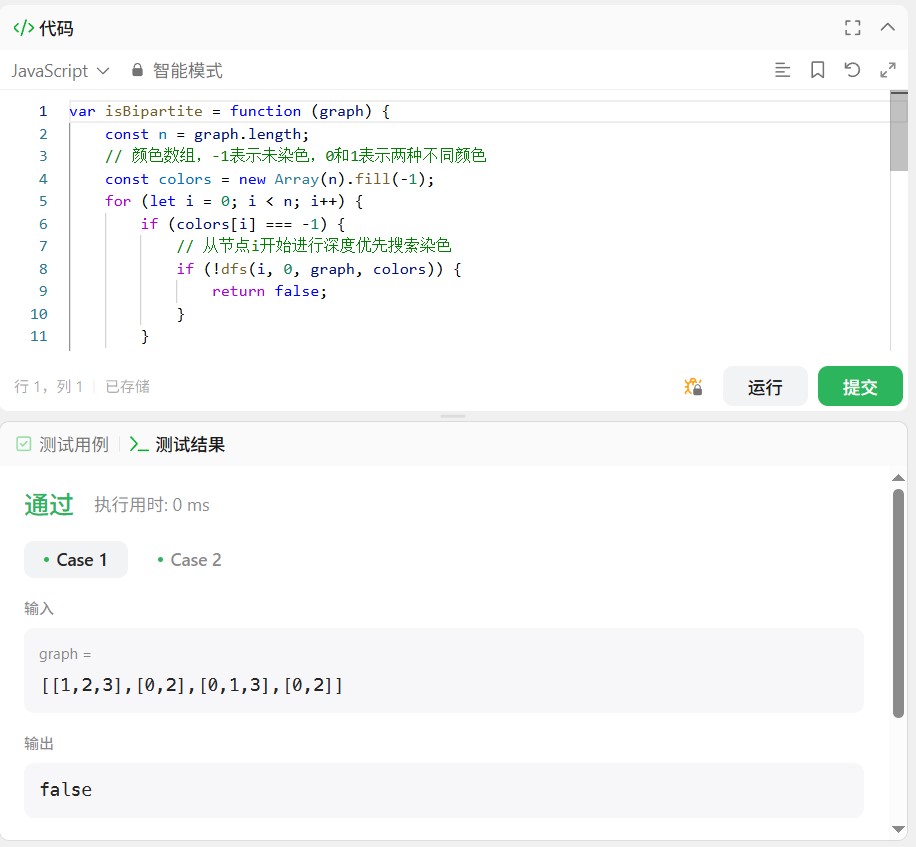 </> 代码
JavaScript 智能模式
1 var isBipartite = function (graph) {
2 const n = graph.length;
3 // 颜色数组，-1表示未染色，0和1表示两种不同颜色
4 const colors = new Array(n).fill(-1);
5 for (let i = 0; i < n; i++) {
6 if (colors[i] === -1) {
7 // 从节点i开始进行深度优先搜索染色
8 if (!dfs(i, 0, graph, colors)) {
9 return false;
10 }
11 }
行 1，列 1 已存储 运行 提交
测试用例 >_ 测试结果
通过 执行用时: 0 ms
• Case 1 • Case 2
输入
graph =
[[1,2,3],[0,2],[0,1,3],[0,2]]
输出
false